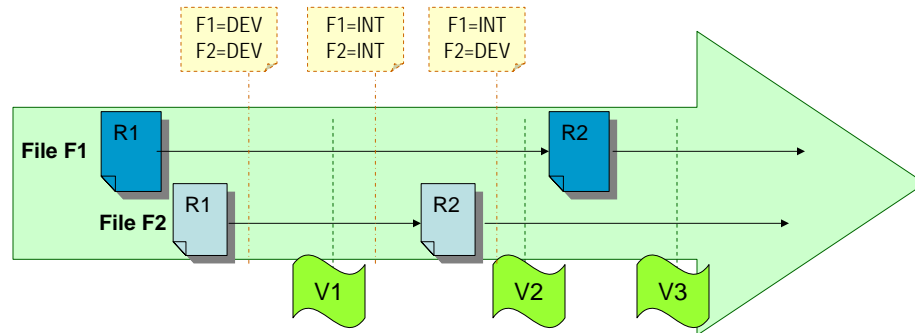 F1=DEV
F2=DEV
F1=INT
F2=INT
F1=INT
F2=DEV
File F1
R1
R2
File F2
R1
R2
V1
V2
V3